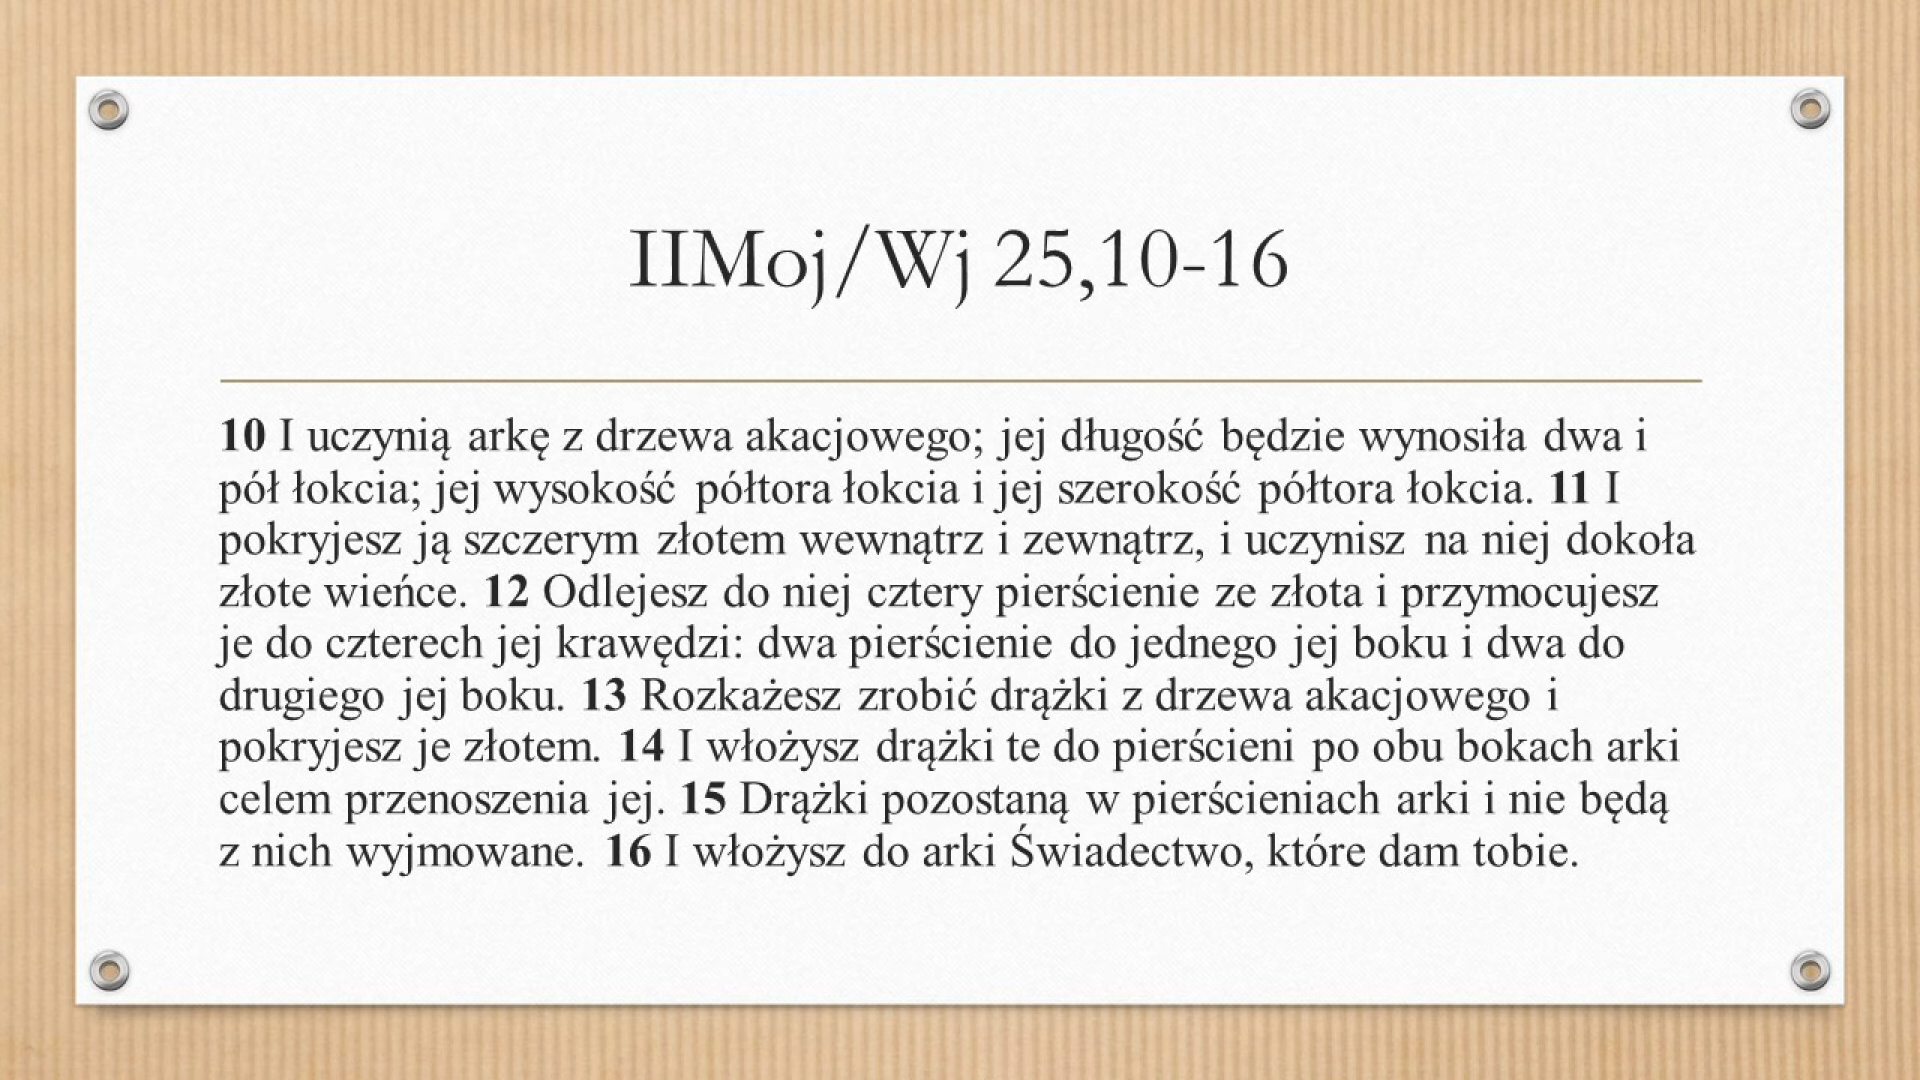 IIMoj/Wj 25,10-16
10 I uczynią arkę z drzewa akacjowego; jej długość będzie wynosiła dwa i
pół łokcia; jej wysokość półtora łokcia i jej szerokość półtora łokcia. 11 I
pokryjesz ją szczerym złotem wewnątrz i zewnątrz, i uczynisz na niej dokoła
złote wieńce. 12 Odlejesz do niej cztery pierścienie ze złota i przymocujesz
je do czterech jej krawędzi: dwa pierścienie do jednego jej boku i dwa do
drugiego jej boku. 13 Rozkażesz zrobić drążki z drzewa akacjowego i
pokryjesz je złotem. 14 I włożysz drążki te do pierścieni po obu bokach arki
celem przenoszenia jej. 15 Drążki pozostaną w pierścieniach arki i nie będą
z nich wyjmowane. 16 I włożysz do arki Świadectwo, które dam tobie.